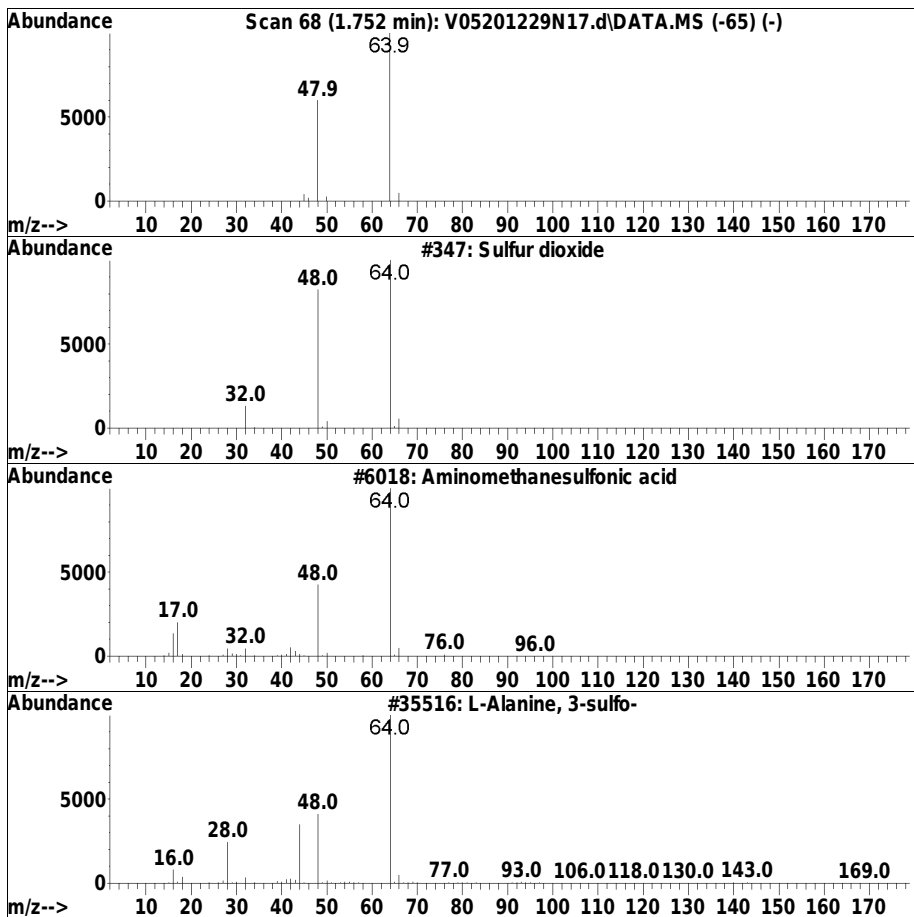 Abundance Scan 68 (1.752 min): V05201229N17.d\DATA.MS (-65) (-)
63.9
47.9
5000
0
m/z--> 10 20 30 40 50 60 70 80 90 100 110 120 130 140 150 160 170
Abundance #347: Sulfur dioxide
64.0
48.0
5000
32.0
0
m/z--> 10 20 30 40 50 60 70 80 90 100 110 120 130 140 150 160 170
Abundance #6018: Aminomethanesulfonic acid
64.0
5000 48.0
17.0
32.0 76.0 96.0
0
m/z--> 10 20 30 40 50 60 70 80 90 100 110 120 130 140 150 160 170
Abundance #35516: L-Alanine, 3-sulfo-
64.0
5000 48.0
28.0
16.0 77.0 93.0 106.0 118.0 130.0 143.0 169.0
0
m/z--> 10 20 30 40 50 60 70 80 90 100 110 120 130 140 150 160 170